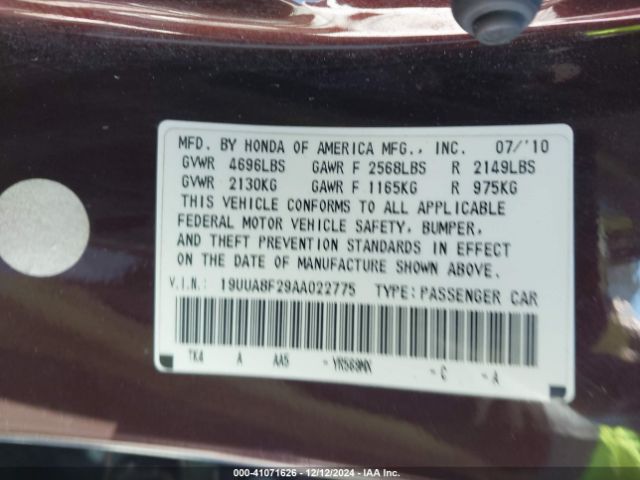 MFD. BY HONDA OF AMERICA MFG., INC. 07/'10
GVWR 4696LBS GAWR F 2568LBS R 2149LBS
GVWR 2130KG GAWR F 1165KG R 975KG
THIS VEHICLE CONFORMS TO ALL APPLICABLE
FEDERAL MOTOR VEHICLE SAFETY, BUMPER,
AND THEFT PREVENTION STANDARDS IN EFFECT
ON THE DATE OF MANUFACTURE SHOWN ABOVE.
V.I.N.: 19UUA8F29AA022775 TYPE:PASSENGER CAR
TK4 A AA5 -YR569MX -C -A
000-41071626 - 12/12/2024 - IAA Inc.